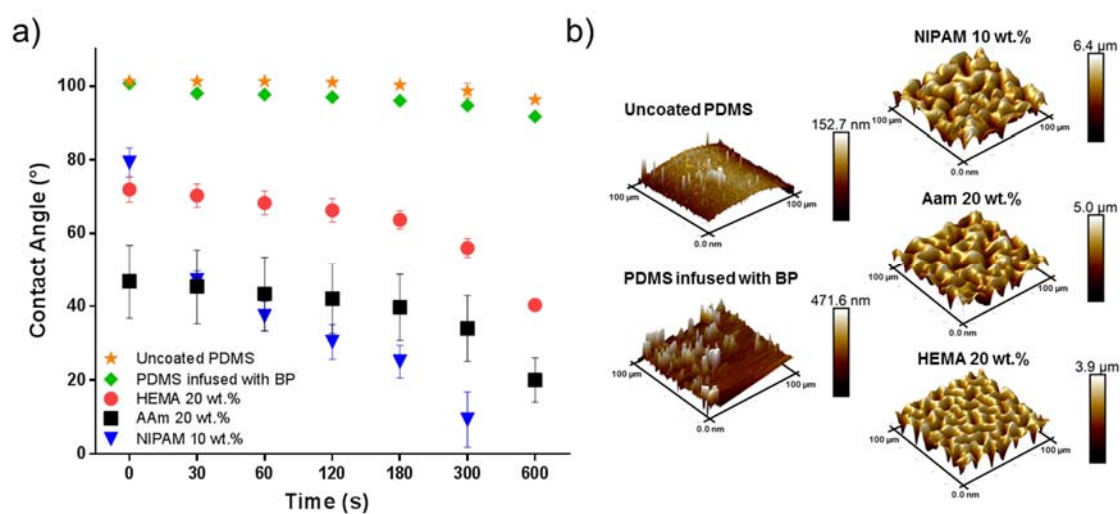 a)
Contact Angle (°)
100
80
60
40
20
0
Uncoated PDMS
PDMS infused with BP
HEMA 20 wt.%
AAm 20 wt.%
NIPAM 10 wt.%
0 30 60 120 180 300 600
Time (s)
b)
Uncoated PDMS
152.7 nm
100 µm
100 µm
0.0 nm
PDMS infused with BP
471.6 nm
100 µm
100 µm
0.0 nm
NIPAM 10 wt.%
6.4 µm
100 µm
100 µm
0.0 nm
Aam 20 wt.%
5.0 µm
100 µm
100 µm
0.0 nm
HEMA 20 wt.%
3.9 µm
100 µm
100 µm
0.0 nm